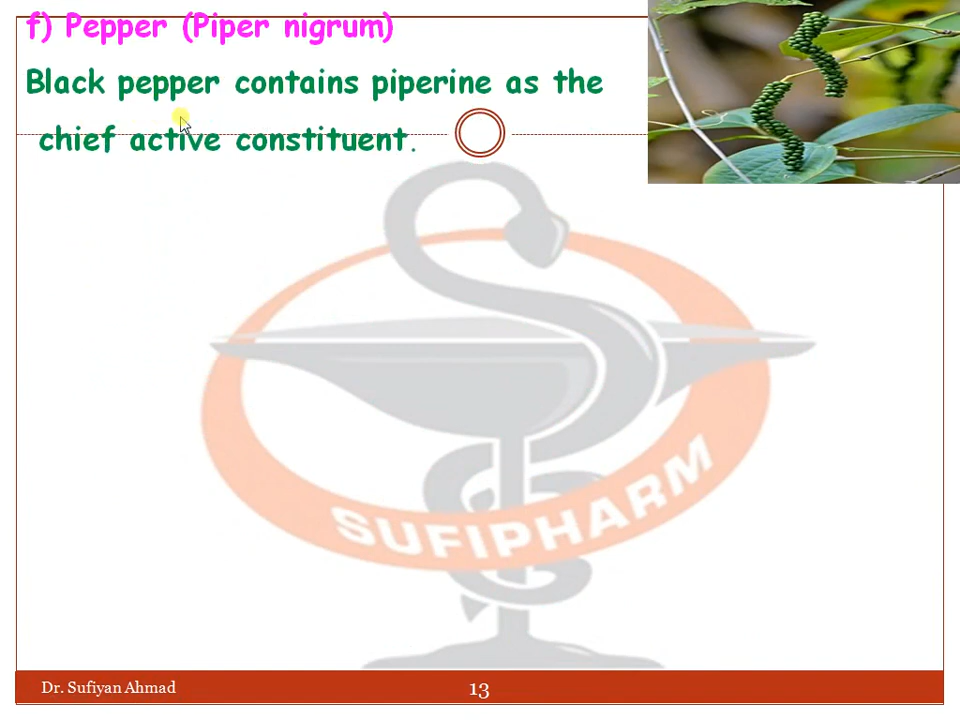 f) Pepper (Piper nigrum)
Black pepper contains piperine as the
chief active constituent.
SUFIPHARM
Dr. Sufiyan Ahmad
13